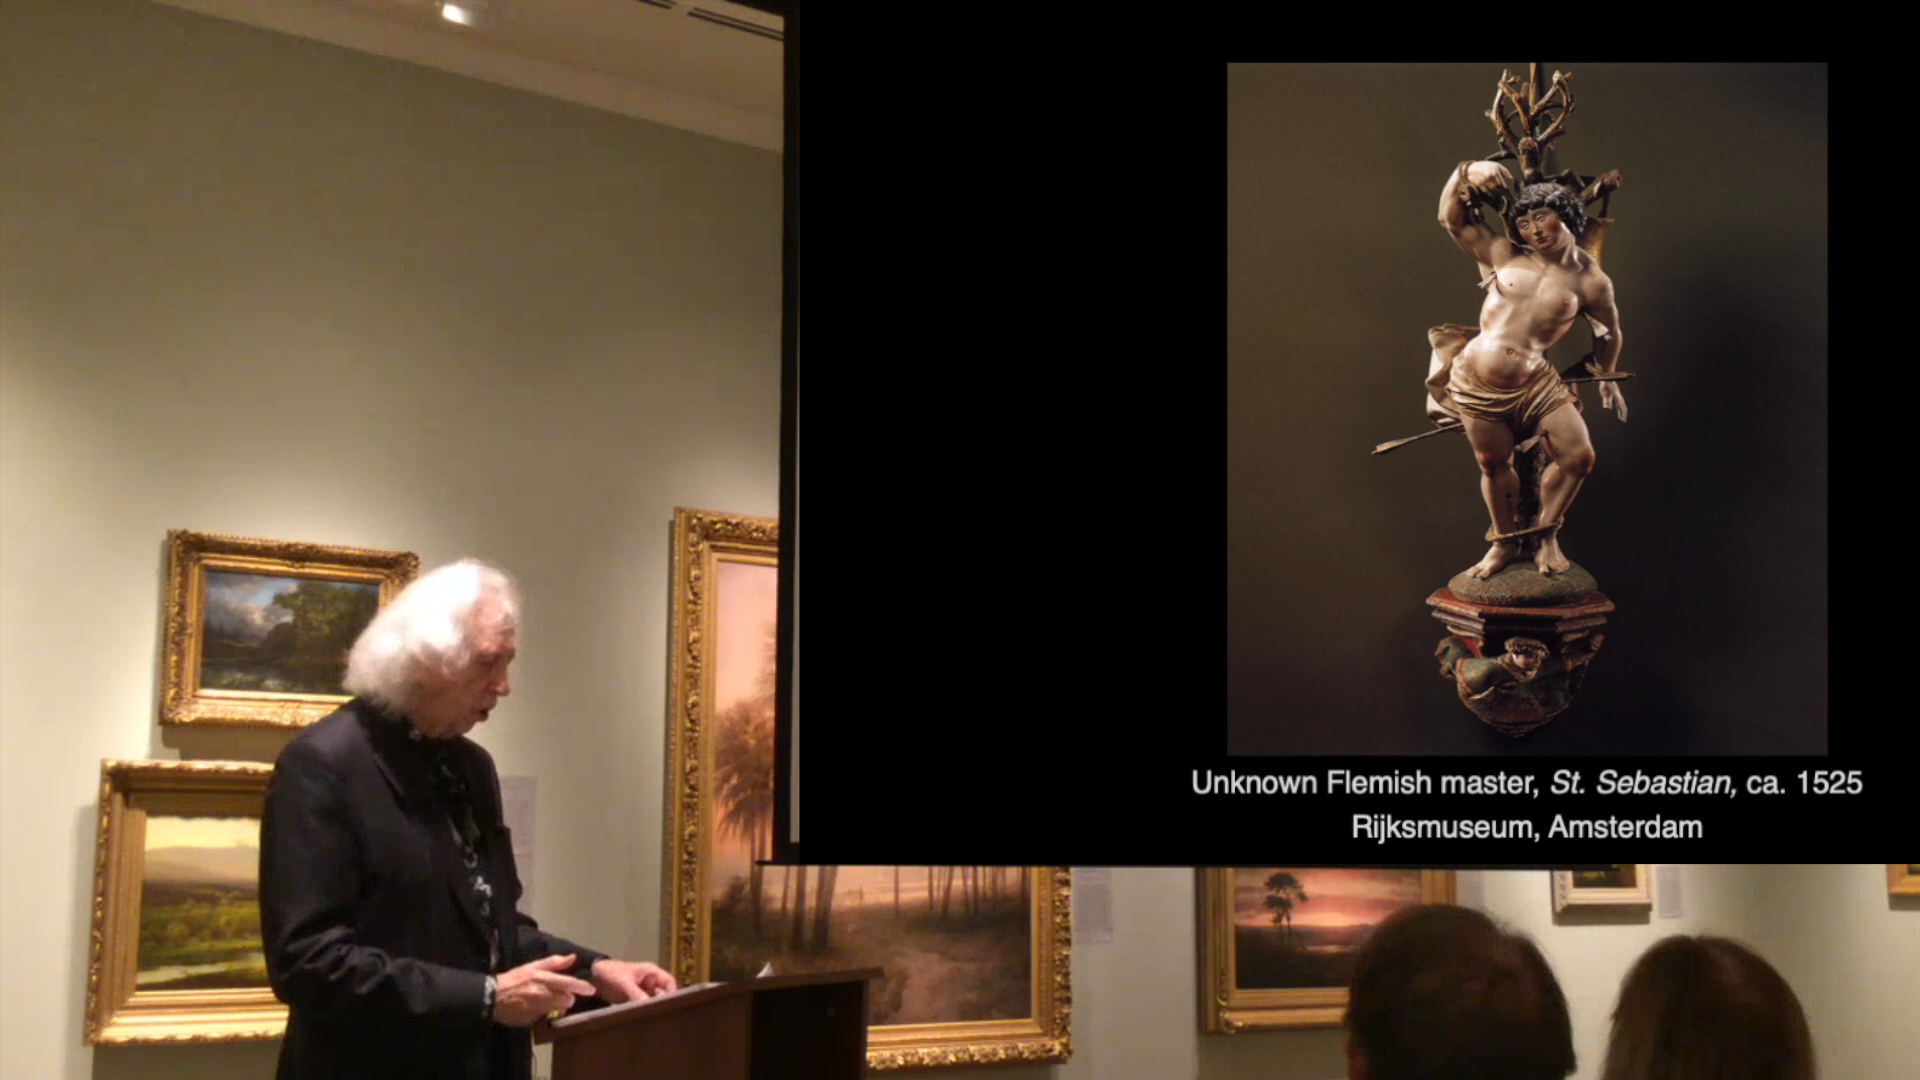 Unknown Flemish master, St. Sebastian, ca. 1525
Rijksmuseum, Amsterdam